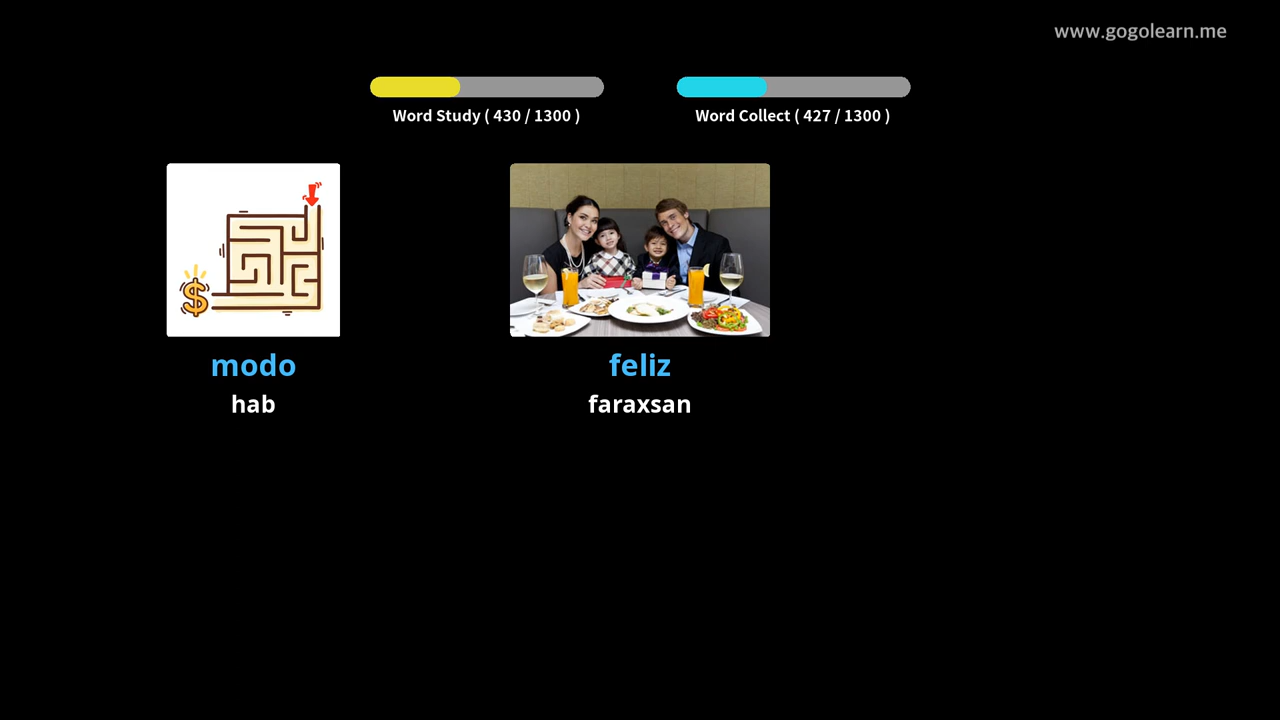 www.gogolearn.me
Word Study ( 430 / 1300 )
Word Collect ( 427 / 1300 )
$
modo
hab
feliz
faraxsan